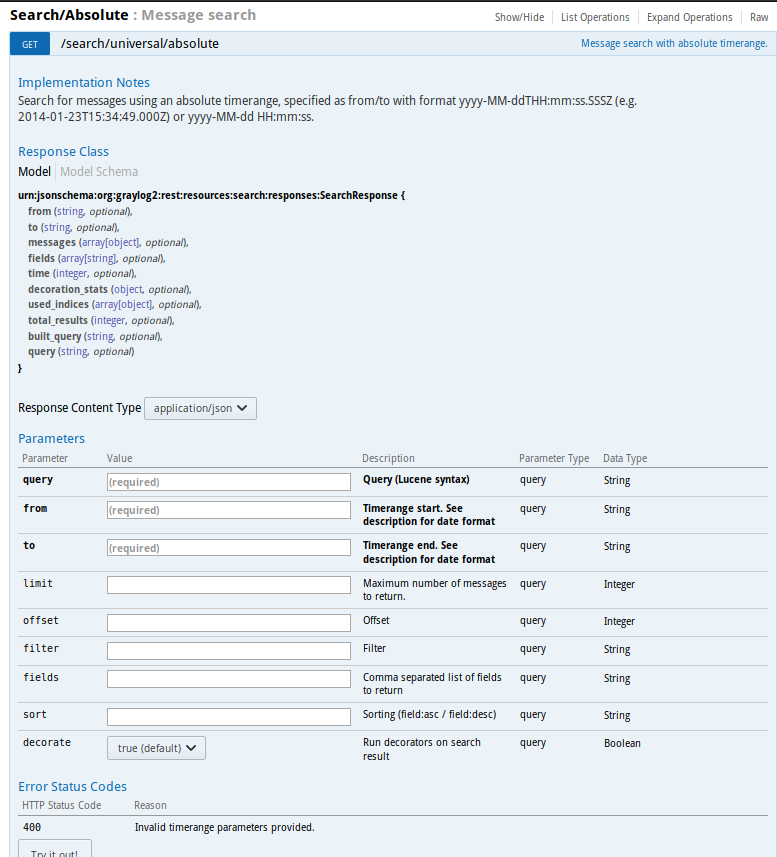 Search/Absolute : Message search
Show/Hide List Operations Expand Operations Raw
GET /search/universal/absolute Message search with absolute timerange.
Implementation Notes
Search for messages using an absolute timerange, specified as from/to with format yyyy-MM-ddTHH:mm:ss.SSSZ (e.g.
2014-01-23T15:34:49.000Z) or yyyy-MM-dd HH:mm:ss.
Response Class
Model Model Schema
urn:jsonschema:org:graylog2:rest:resources:search:responses:SearchResponse {
from (string, optional),
to (string, optional),
messages (array[object], optional),
fields (array[string], optional),
time (integer, optional),
decoration_stats (object, optional),
used_indices (array[object], optional),
total_results (integer, optional),
built_query (string, optional),
query (string, optional)
}
Response Content Type application/json
Parameters
Parameter Value Description Parameter Type Data Type
query (required) Query (Lucene syntax) query String
from (required) Timerange start. See query String
description for date format
to (required) Timerange end. See query String
description for date format
limit Maximum number of messages query Integer
to return.
offset Offset query Integer
filter Filter query String
fields Comma separated list of fields query String
to return
sort Sorting (field:asc / field:desc) query String
decorate true (default) Run decorators on search query Boolean
result
Error Status Codes
HTTP Status Code Reason
400 Invalid timerange parameters provided.
Try it out!